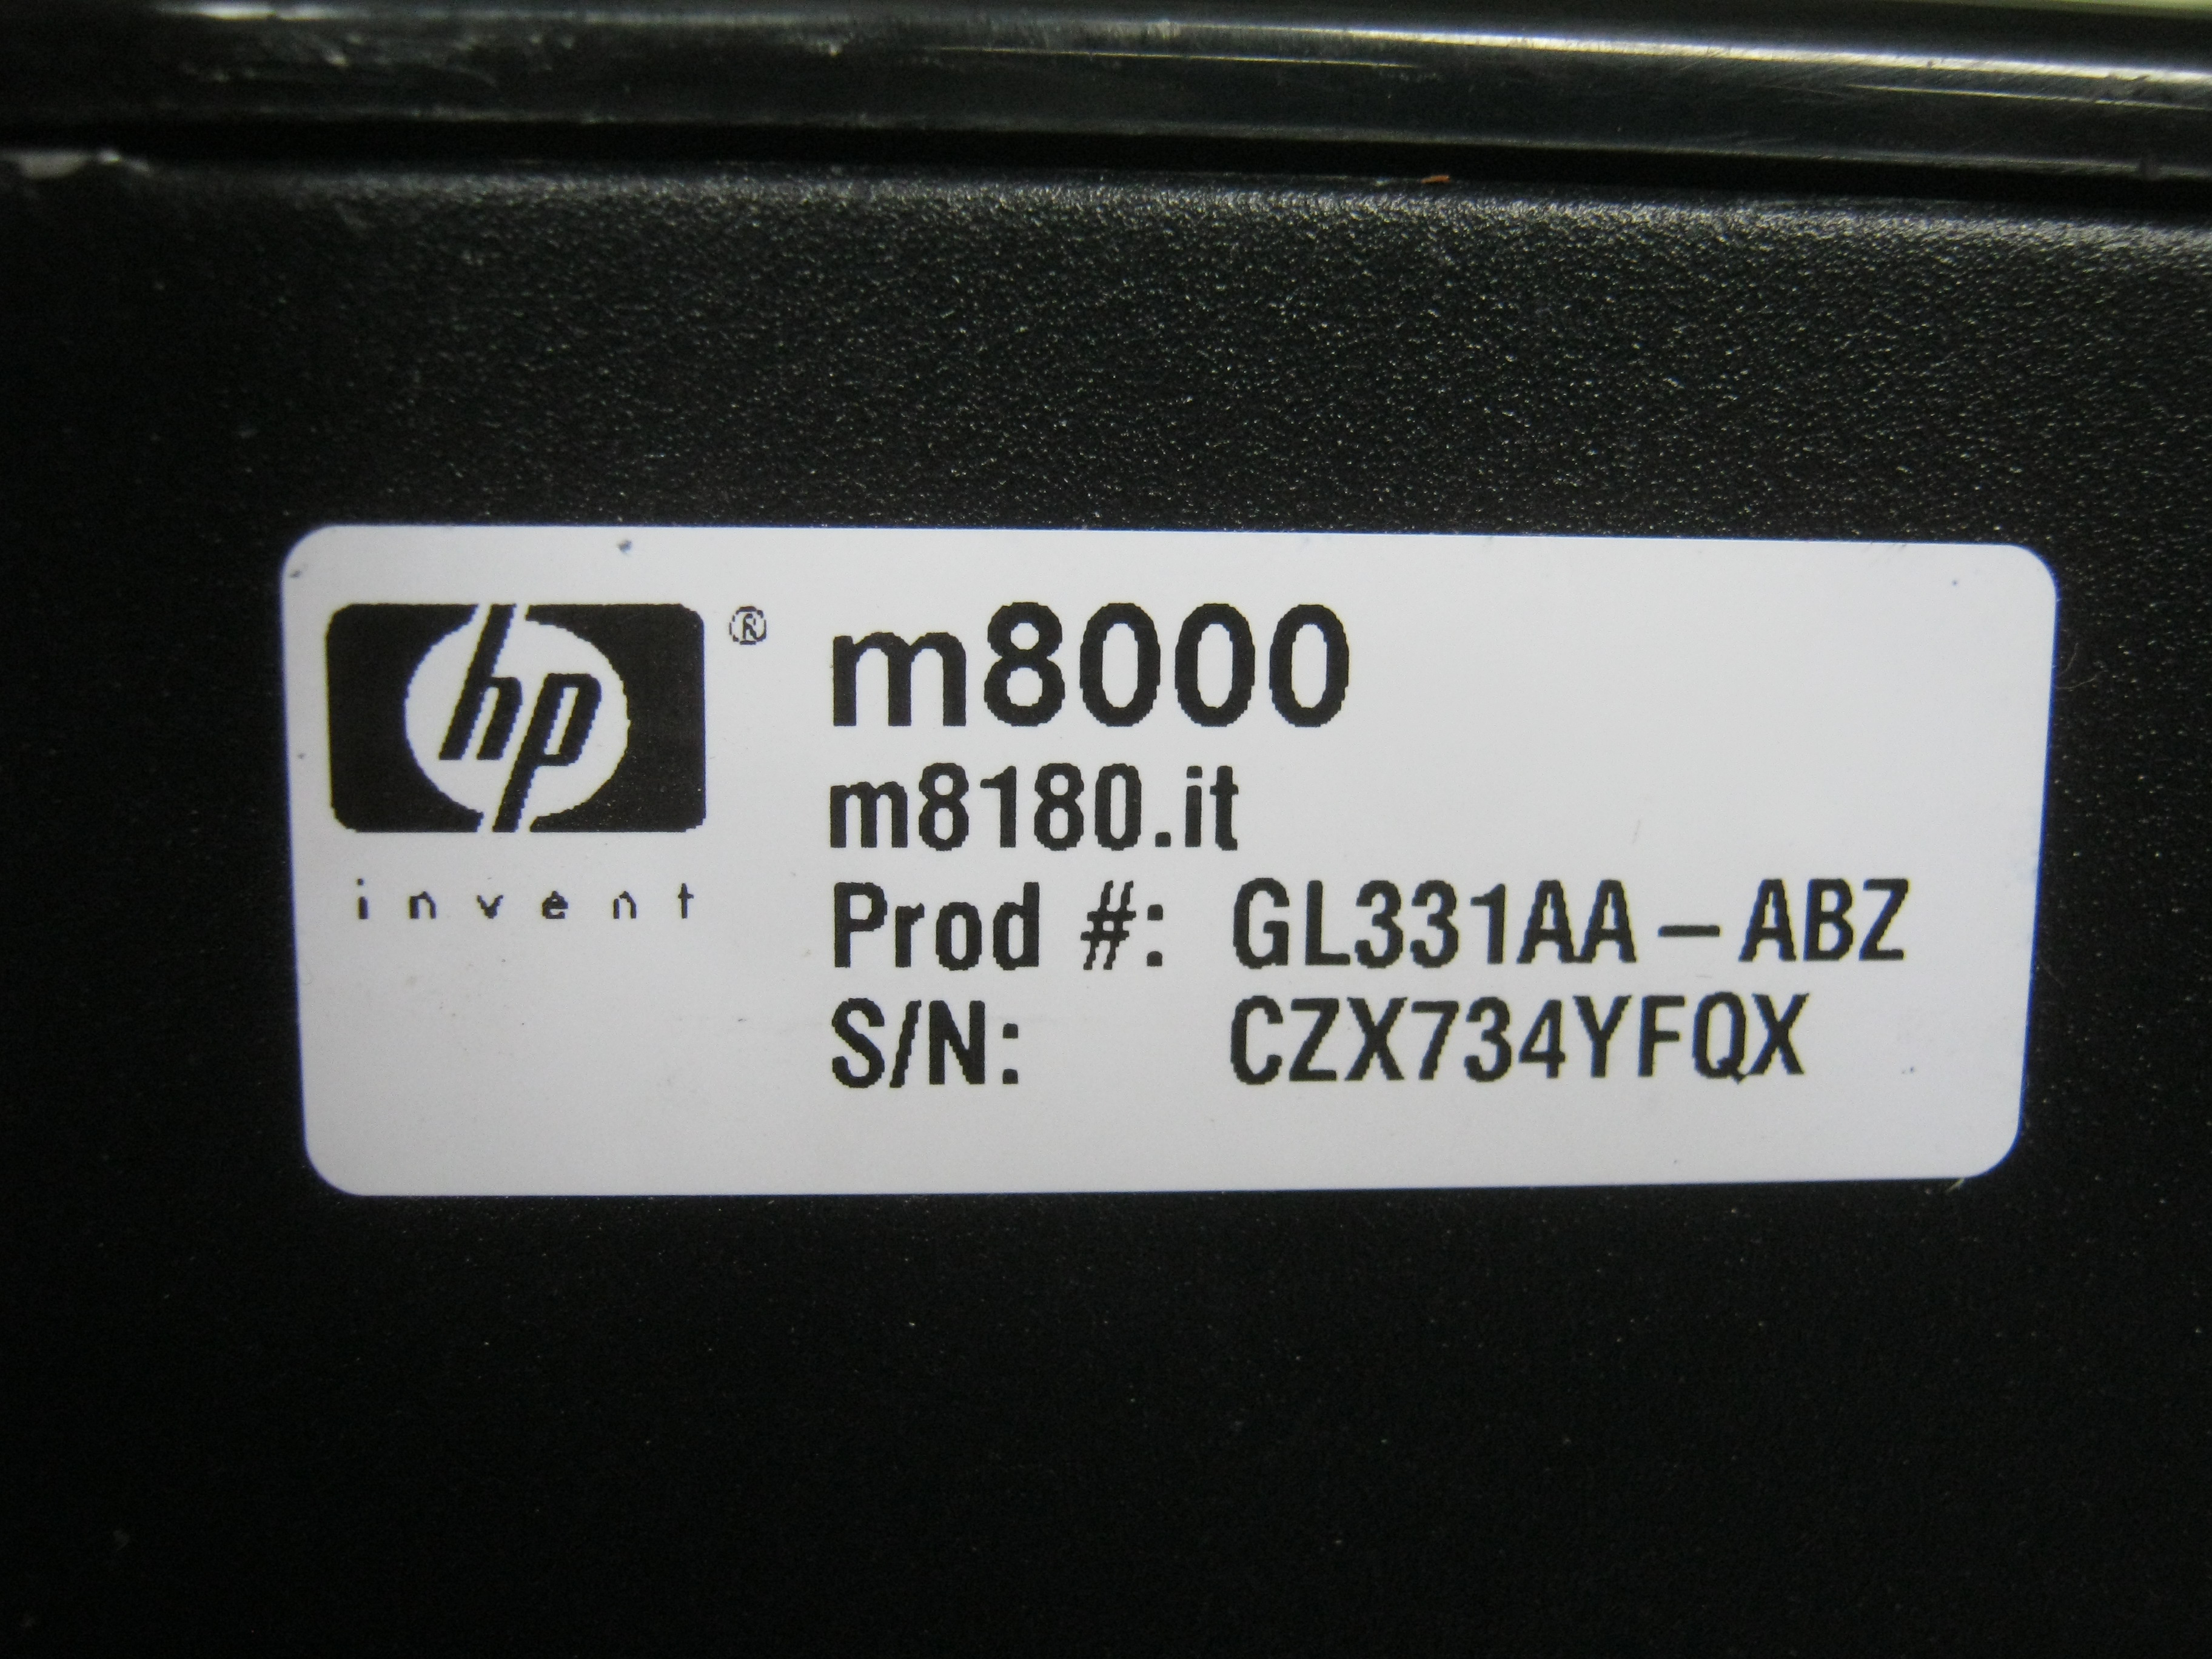 hp ® m8000
invent
m8180.it
Prod #: GL331AA-ABZ
S/N: CZX734YFQX